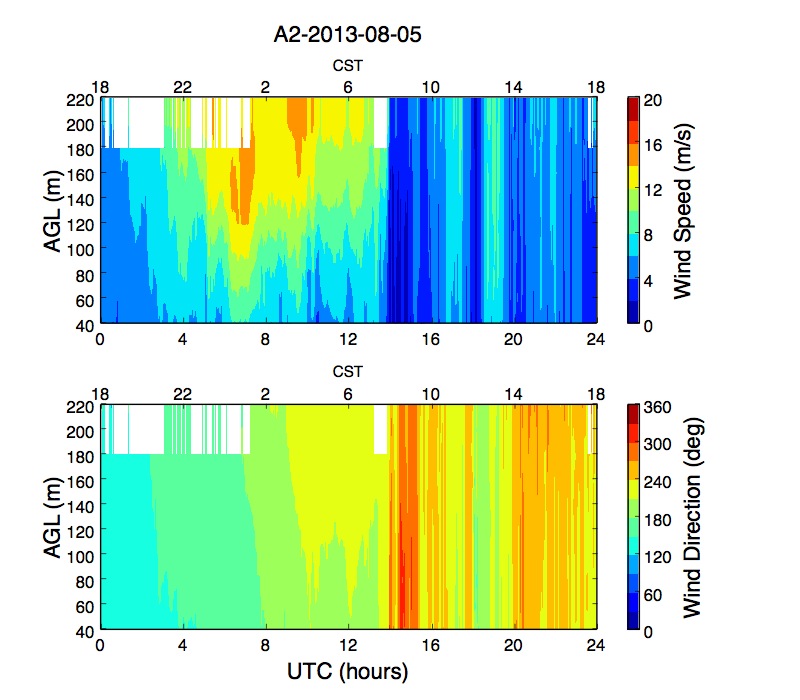 A2-2013-08-05
CST
18 22 2 6 10 14 18
220
200
180
160
140
120
100
80
60
40
AGL (m)
0 4 8 12 16 20 24
20
16
12
8
4
0
Wind Speed (m/s)
CST
18 22 2 6 10 14 18
220
200
180
160
140
120
100
80
60
40
AGL (m)
0 4 8 12 16 20 24
UTC (hours)
360
300
240
180
120
60
0
Wind Direction (deg)